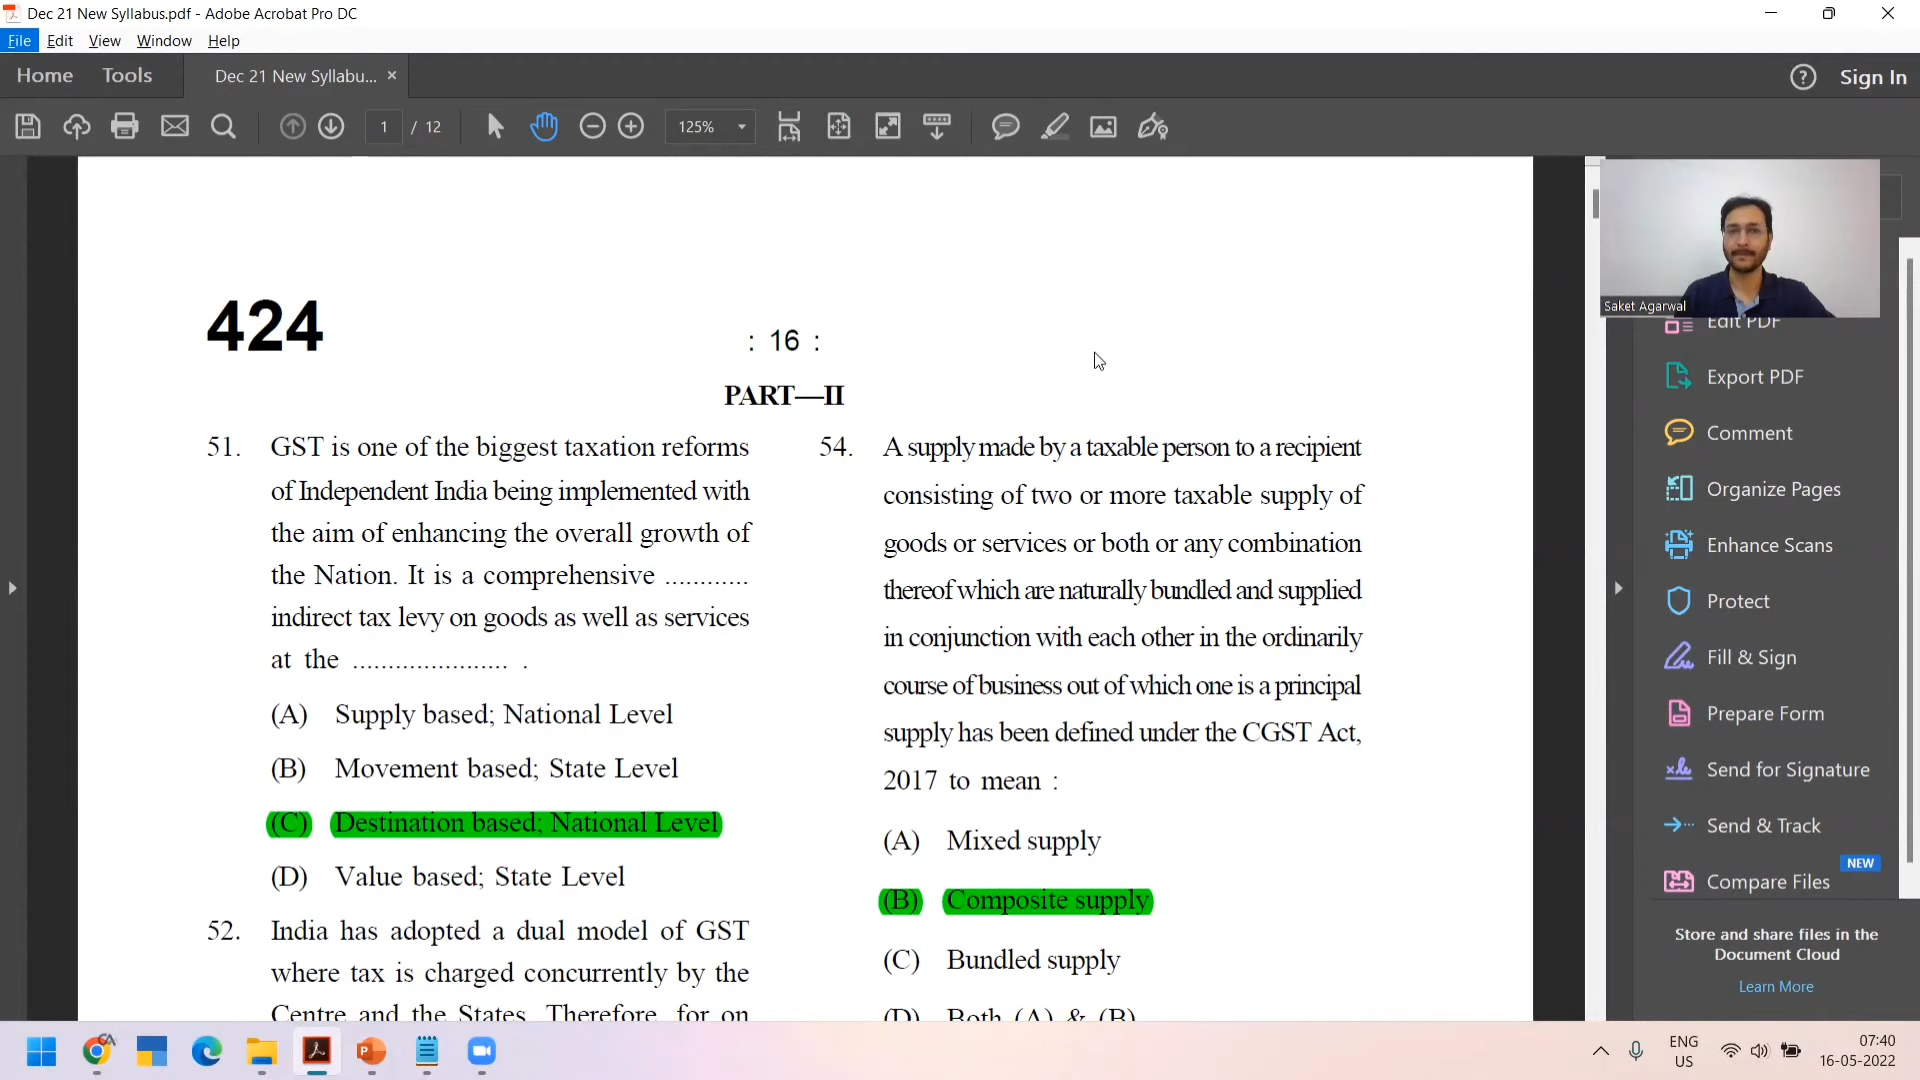 Dec 21 New Syllabus.pdf - Adobe Acrobat Pro DC
File Edit View Window Help
Home Tools Dec 21 New Syllabu... ×
? Sign In
1 / 12 125%
424
: 16 :
PART—II
51. GST is one of the biggest taxation reforms
of Independent India being implemented with
the aim of enhancing the overall growth of
the Nation. It is a comprehensive ............
indirect tax levy on goods as well as services
at the ...................... .
(A) Supply based; National Level
(B) Movement based; State Level
(C) Destination based; National Level
(D) Value based; State Level
52. India has adopted a dual model of GST
where tax is charged concurrently by the
Centre and the States. Therefore, for on
54. A supply made by a taxable person to a recipient
consisting of two or more taxable supply of
goods or services or both or any combination
thereof which are naturally bundled and supplied
in conjunction with each other in the ordinarily
course of business out of which one is a principal
supply has been defined under the CGST Act,
2017 to mean :
(A) Mixed supply
(B) Composite supply
(C) Bundled supply
(D) Both (A) & (B)
Saket Agarwal
Edit PDF
Export PDF
Comment
Organize Pages
Enhance Scans
Protect
Fill & Sign
Prepare Form
Send for Signature
Send & Track
NEW
Compare Files
Store and share files in the
Document Cloud
Learn More
ENG
US
07:40
16-05-2022